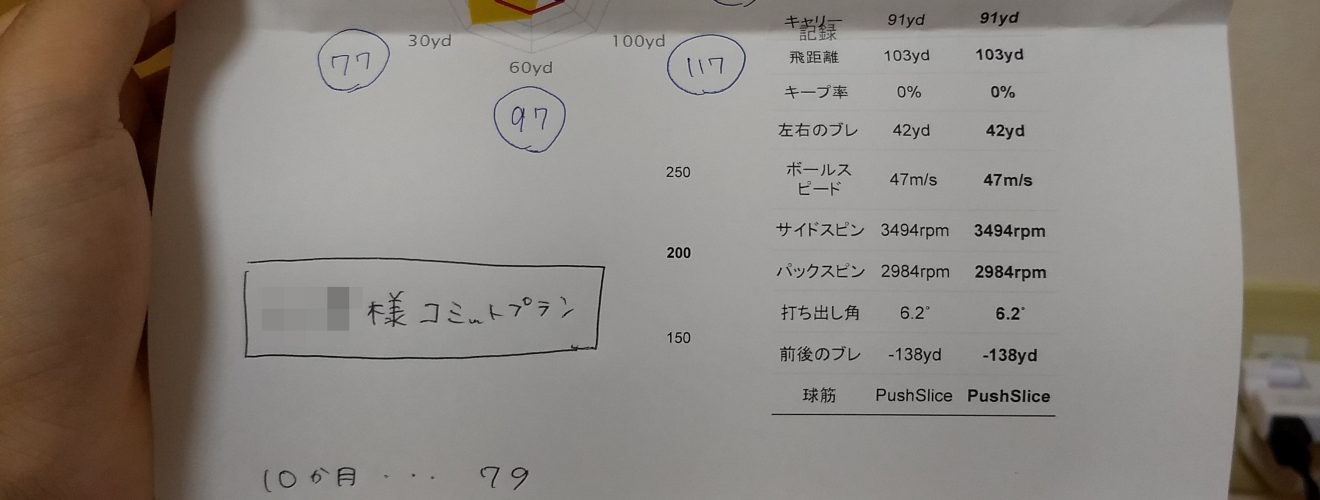 キャリー 91yd 91yd
記録
30yd 100yd
飛距離 103yd 103yd
77 117
60yd
キープ率 0% 0%
97
左右のブレ 42yd 42yd
250
ボールス
ピード 47m/s 47m/s
サイドスピン 3494rpm 3494rpm
200
バックスピン 2984rpm 2984rpm
様 コミットプラン
打ち出し角 6.2° 6.2°
150
前後のブレ -138yd -138yd
球筋 PushSlice PushSlice
10か月 ・・・ 79